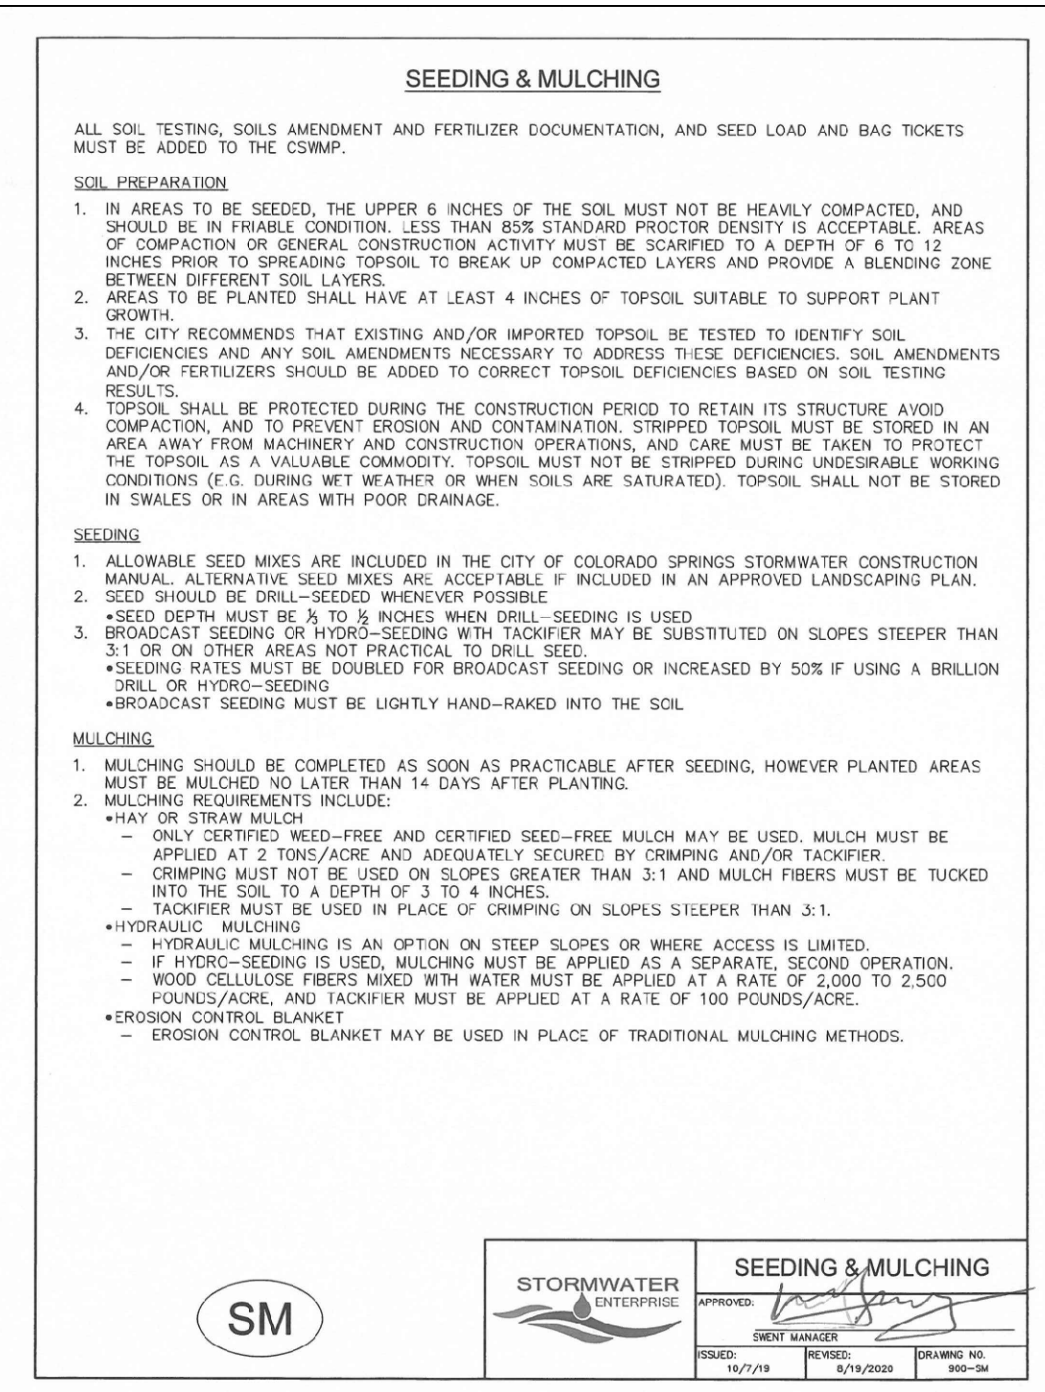 SEEDING & MULCHING
ALL SOIL TESTING, SOILS AMENDMENT AND FERTILIZER DOCUMENTATION, AND SEED LOAD AND BAG TICKETS
MUST BE ADDED TO THE CSWMP.
SOIL PREPARATION
1. IN AREAS TO BE SEEDED, THE UPPER 6 INCHES OF THE SOIL MUST NOT BE HEAVILY COMPACTED, AND
SHOULD BE IN FRIABLE CONDITION. LESS THAN 85% STANDARD PROCTOR DENSITY IS ACCEPTABLE. AREAS
OF COMPACTION OR GENERAL CONSTRUCTION ACTIVITY MUST BE SCARIFIED TO A DEPTH OF 6 TO 12
INCHES PRIOR TO SPREADING TOPSOIL TO BREAK UP COMPACTED LAYERS AND PROVIDE A BLENDING ZONE
BETWEEN DIFFERENT SOIL LAYERS.
2. AREAS TO BE PLANTED SHALL HAVE AT LEAST 4 INCHES OF TOPSOIL SUITABLE TO SUPPORT PLANT
GROWTH.
3. THE CITY RECOMMENDS THAT EXISTING AND/OR IMPORTED TOPSOIL BE TESTED TO IDENTIFY SOIL
DEFICIENCIES AND ANY SOIL AMENDMENTS NECESSARY TO ADDRESS THESE DEFICIENCIES. SOIL AMENDMENTS
AND/OR FERTILIZERS SHOULD BE ADDED TO CORRECT TOPSOIL DEFICIENCIES BASED ON SOIL TESTING
RESULTS.
4. TOPSOIL SHALL BE PROTECTED DURING THE CONSTRUCTION PERIOD TO RETAIN ITS STRUCTURE AVOID
COMPACTION, AND TO PREVENT EROSION AND CONTAMINATION. STRIPPED TOPSOIL MUST BE STORED IN AN
AREA AWAY FROM MACHINERY AND CONSTRUCTION OPERATIONS, AND CARE MUST BE TAKEN TO PROTECT
THE TOPSOIL AS A VALUABLE COMMODITY. TOPSOIL MUST NOT BE STRIPPED DURING UNDESIRABLE WORKING
CONDITIONS (E.G. DURING WET WEATHER OR WHEN SOILS ARE SATURATED). TOPSOIL SHALL NOT BE STORED
IN SWALES OR IN AREAS WITH POOR DRAINAGE.
SEEDING
1. ALLOWABLE SEED MIXES ARE INCLUDED IN THE CITY OF COLORADO SPRINGS STORMWATER CONSTRUCTION
MANUAL. ALTERNATIVE SEED MIXES ARE ACCEPTABLE IF INCLUDED IN AN APPROVED LANDSCAPING PLAN.
2. SEED SHOULD BE DRILL–SEEDED WHENEVER POSSIBLE
•SEED DEPTH MUST BE ⅓ TO ½ INCHES WHEN DRILL–SEEDING IS USED
3. BROADCAST SEEDING OR HYDRO–SEEDING WITH TACKIFIER MAY BE SUBSTITUTED ON SLOPES STEEPER THAN
3:1 OR ON OTHER AREAS NOT PRACTICAL TO DRILL SEED.
•SEEDING RATES MUST BE DOUBLED FOR BROADCAST SEEDING OR INCREASED BY 50% IF USING A BRILLION
DRILL OR HYDRO–SEEDING
•BROADCAST SEEDING MUST BE LIGHTLY HAND–RAKED INTO THE SOIL
MULCHING
1. MULCHING SHOULD BE COMPLETED AS SOON AS PRACTICABLE AFTER SEEDING, HOWEVER PLANTED AREAS
MUST BE MULCHED NO LATER THAN 14 DAYS AFTER PLANTING.
2. MULCHING REQUIREMENTS INCLUDE:
•HAY OR STRAW MULCH
– ONLY CERTIFIED WEED–FREE AND CERTIFIED SEED–FREE MULCH MAY BE USED. MULCH MUST BE
APPLIED AT 2 TONS/ACRE AND ADEQUATELY SECURED BY CRIMPING AND/OR TACKIFIER.
– CRIMPING MUST NOT BE USED ON SLOPES GREATER THAN 3:1 AND MULCH FIBERS MUST BE TUCKED
INTO THE SOIL TO A DEPTH OF 3 TO 4 INCHES.
– TACKIFIER MUST BE USED IN PLACE OF CRIMPING ON SLOPES STEEPER THAN 3:1.
•HYDRAULIC MULCHING
– HYDRAULIC MULCHING IS AN OPTION ON STEEP SLOPES OR WHERE ACCESS IS LIMITED.
– IF HYDRO–SEEDING IS USED, MULCHING MUST BE APPLIED AS A SEPARATE, SECOND OPERATION.
– WOOD CELLULOSE FIBERS MIXED WITH WATER MUST BE APPLIED AT A RATE OF 2,000 TO 2,500
POUNDS/ACRE, AND TACKIFIER MUST BE APPLIED AT A RATE OF 100 POUNDS/ACRE.
•EROSION CONTROL BLANKET
– EROSION CONTROL BLANKET MAY BE USED IN PLACE OF TRADITIONAL MULCHING METHODS.
SM
STORMWATER
ENTERPRISE
SEEDING & MULCHING
APPROVED:
SWENT MANAGER
ISSUED:
10/7/19
REVISED:
8/19/2020
DRAWING NO.
900–SM